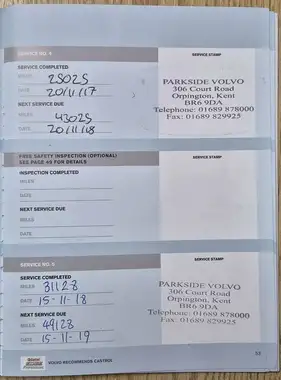 SERVICE NO. 4
SERVICE STAMP
SERVICE COMPLETED
MILES 25025
DATE 20/11/17
NEXT SERVICE DUE
MILES 43025
DATE 20/11/18
PARKSIDE VOLVO
306 Court Road
Orpington, Kent
BR6 9DA
Telephone: 01689 878000
Fax: 01689 829925
FREE SAFETY INSPECTION (OPTIONAL)
SEE PAGE 49 FOR DETAILS
SERVICE STAMP
INSPECTION COMPLETED
MILES
DATE
NEXT SERVICE DUE
MILES
DATE
SERVICE NO. 5
SERVICE STAMP
SERVICE COMPLETED
MILES 31128
DATE 15-11-18
NEXT SERVICE DUE
MILES 49128
DATE 15-11-19
PARKSIDE VOLVO
306 Court Road
Orpington, Kent
BR6 9DA
Telephone: 01689 878000
Fax: 01689 829925
VOLVO RECOMMENDS CASTROL